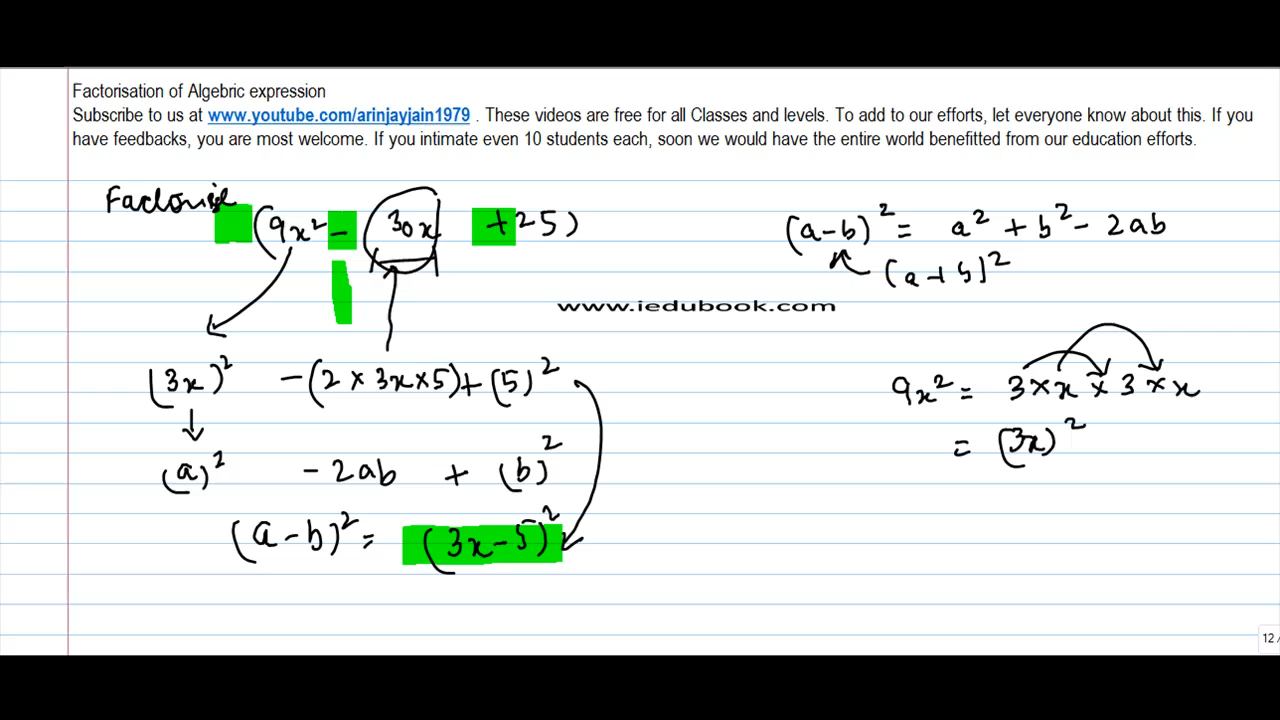 Factorisation of Algebric expression
Subscribe to us at www.youtube.com/arinjayjain1979 . These videos are free for all Classes and levels. To add to our efforts, let everyone know about this. If you
have feedbacks, you are most welcome. If you intimate even 10 students each, soon we would have the entire world benefitted from our education efforts.
Factorise
(9x² - 30x + 25)
(a-b)² = a² + b² - 2ab
(a+b)²
www.iedubook.com
(3x)² - (2 × 3x × 5) + (5)²
9x² = 3 × x × 3 × x
= (3x)²
(a)² - 2ab + (b)²
(a-b)² = (3x-5)²
12/